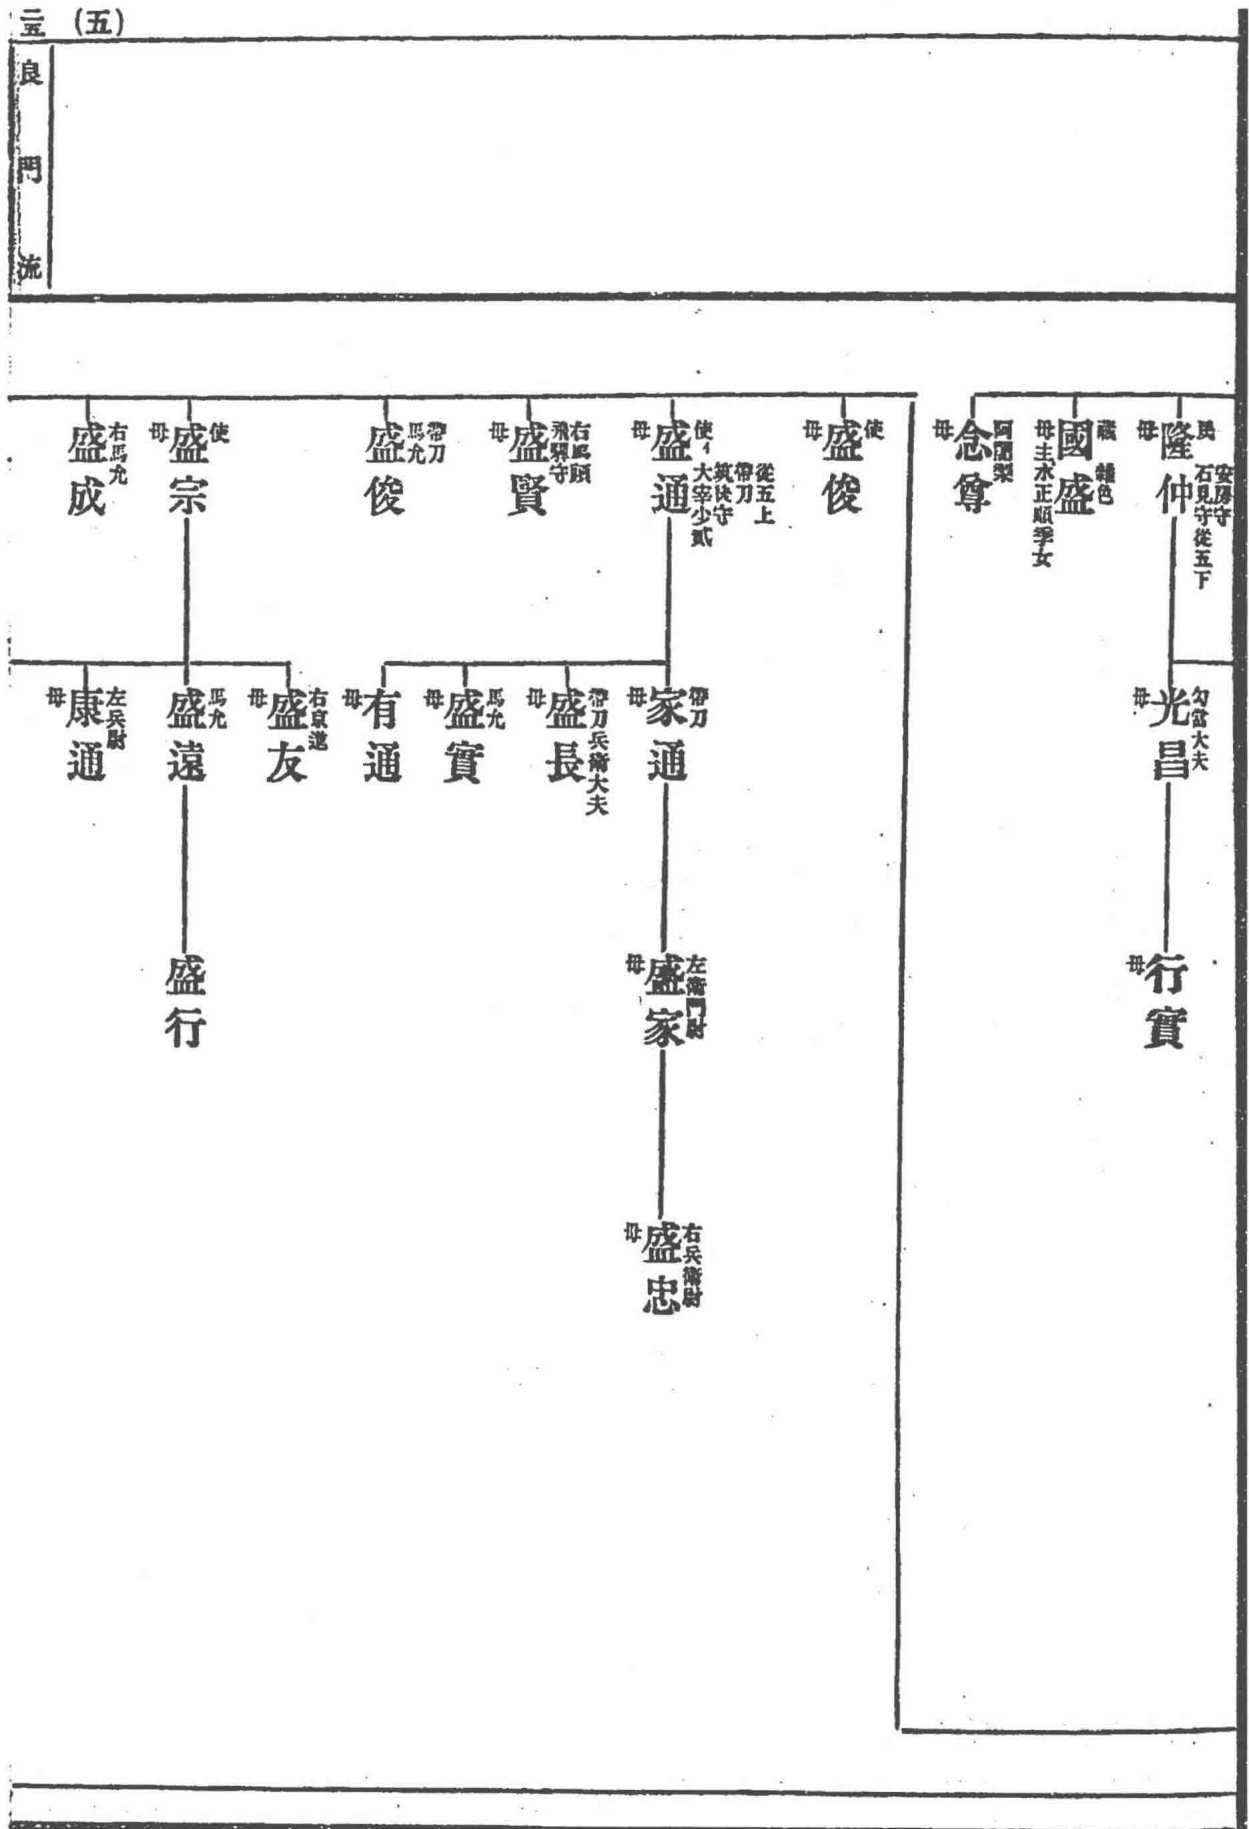 二五 (五)
良門流
民
安房守
石見守從五下
隆仲
母
勾當大夫
光昌
母
行實
母
藏 雜色
國盛
母主水正順季女
阿闍梨
念尊
母
使
盛俊
母
從五上
帶刀
筑後守
使イ大宰少貳
盛通
母
帶刀
家通
母
左衞門尉
盛家
母
右兵衞尉
盛忠
母
帶刀兵衞大夫
盛長
母
馬允
盛實
母
有通
母
右馬頭
飛驒守
盛賢
母
帶刀
馬允
盛俊
使
盛宗
母
右京進
盛友
母
馬允
盛遠
盛行
左兵尉
康通
母
右馬允
盛成